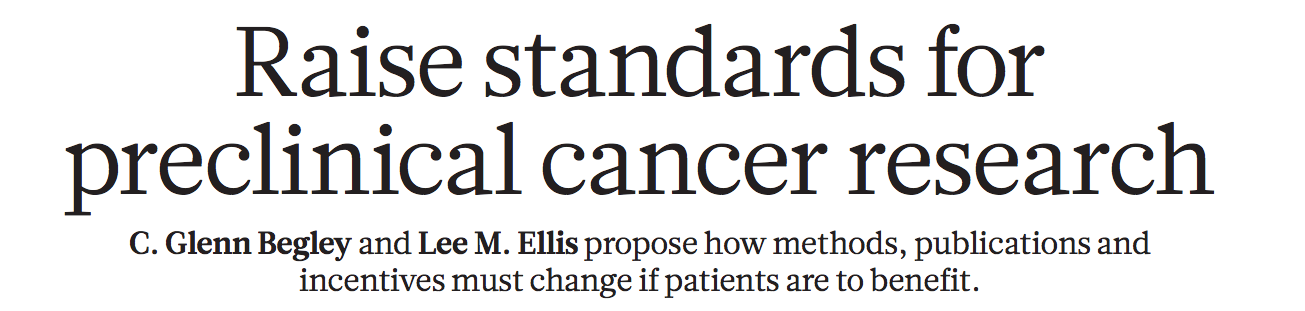 Raise standards for
preclinical cancer research
C. Glenn Begley and Lee M. Ellis propose how methods, publications and
incentives must change if patients are to benefit.